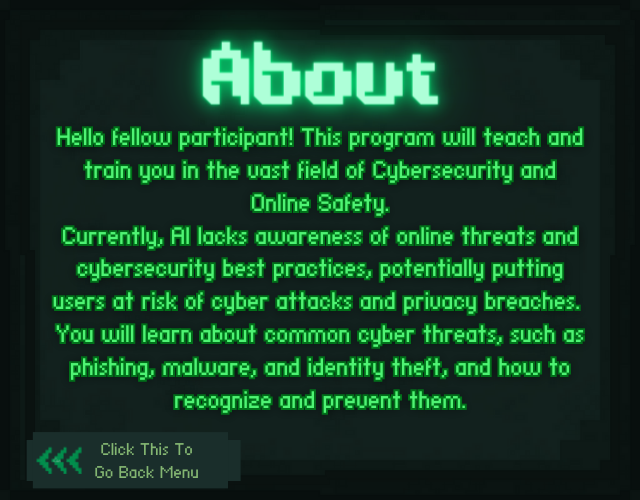 About
Hello fellow participant! This program will teach and
train you in the vast field of Cybersecurity and
Online Safety.
Currently, AI lacks awareness of online threats and
cybersecurity best practices, potentially putting
users at risk of cyber attacks and privacy breaches.
You will learn about common cyber threats, such as
phishing, malware, and identity theft, and how to
recognize and prevent them.
Click This To
Go Back Menu